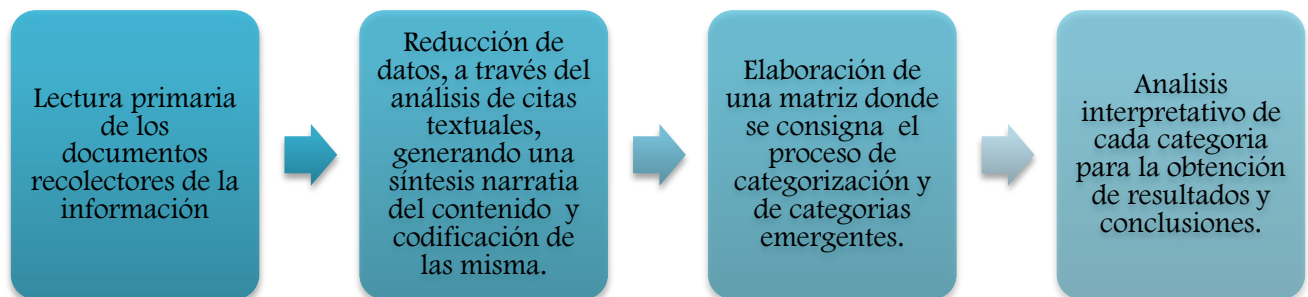 Lectura primaria
de los
documentos
recolectores de la
información
Reducción de
datos, a través del
análisis de citas
textuales,
generando una
síntesis narratia
del contenido y
codificación de
las misma.
Elaboración de
una matriz donde
se consigna el
proceso de
categorización y
de categorias
emergentes.
Analisis
interpretativo de
cada categoria
para la obtención
de resultados y
conclusiones.